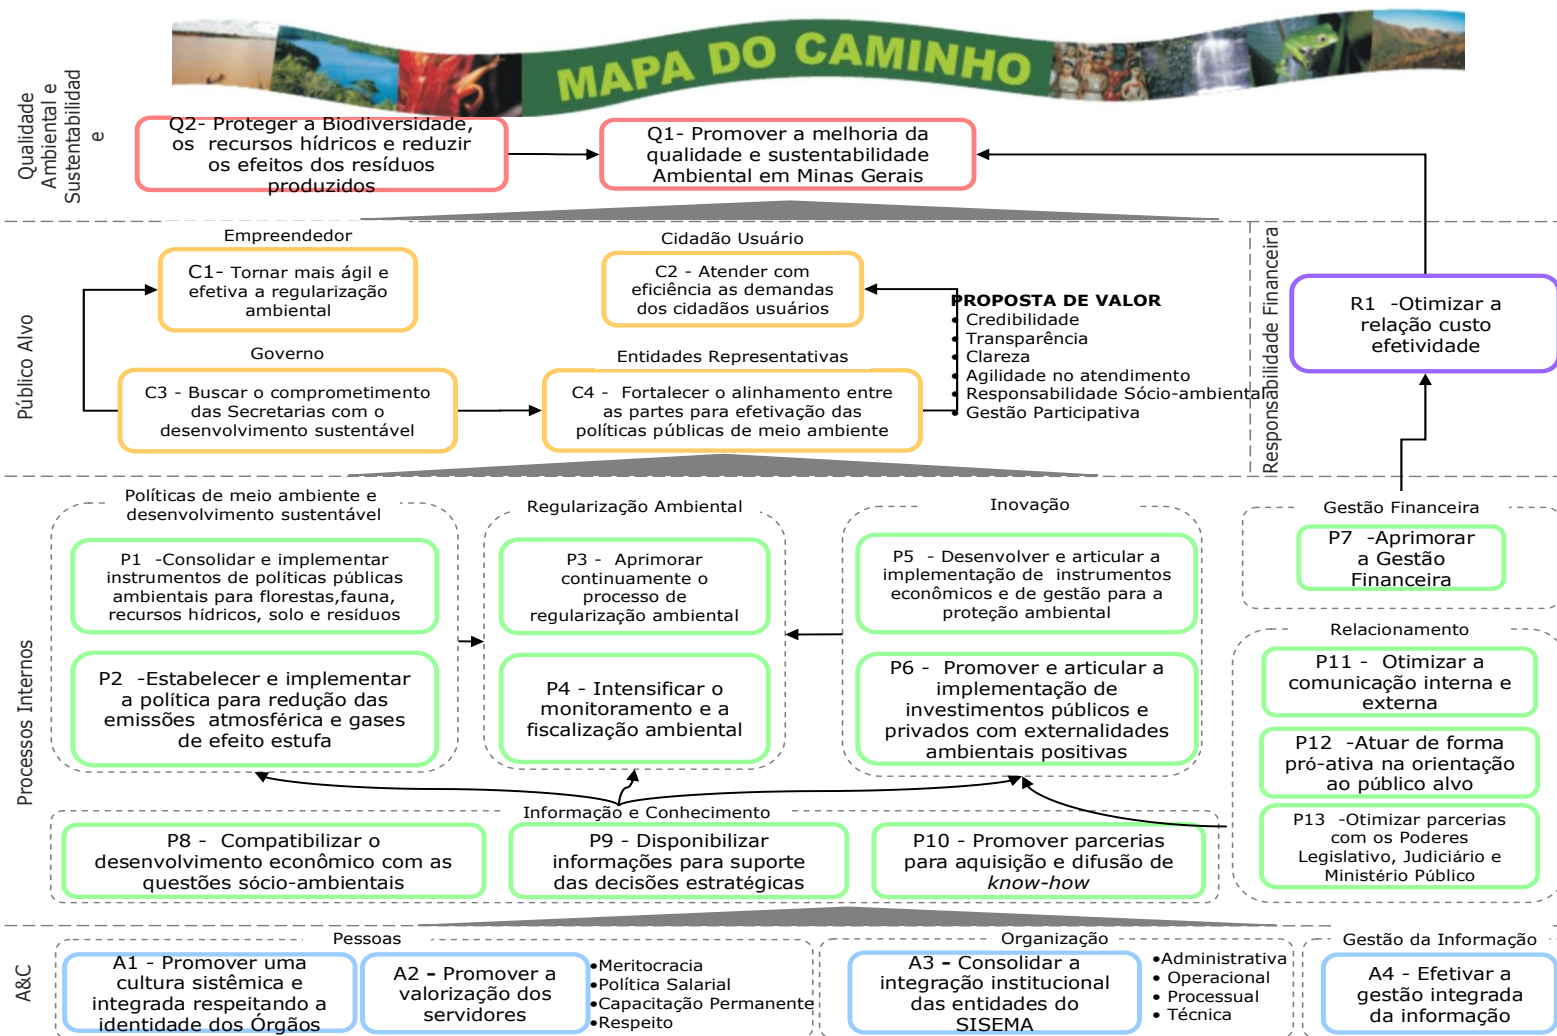 MAPA DO CAMINHO
Qualidade
Ambiental e
Sustentabilidad
e
Q2- Proteger a Biodiversidade,
os recursos hídricos e reduzir
os efeitos dos resíduos
produzidos
Q1- Promover a melhoria da
qualidade e sustentabilidade
Ambiental em Minas Gerais
Público Alvo
Empreendedor
C1- Tornar mais ágil e
efetiva a regularização
ambiental
Cidadão Usuário
C2 - Atender com
eficiência as demandas
dos cidadãos usuários
Governo
C3 - Buscar o comprometimento
das Secretarias com o
desenvolvimento sustentável
Entidades Representativas
C4 - Fortalecer o alinhamento entre
as partes para efetivação das
políticas públicas de meio ambiente
PROPOSTA DE VALOR
• Credibilidade
• Transparência
• Clareza
• Agilidade no atendimento
• Responsabilidade Sócio-ambiental
• Gestão Participativa
Responsabilidade Financeira
R1 -Otimizar a
relação custo
efetividade
Processos Internos
Políticas de meio ambiente e
desenvolvimento sustentável
P1 -Consolidar e implementar
instrumentos de políticas públicas
ambientais para florestas,fauna,
recursos hídricos, solo e resíduos
P2 -Estabelecer e implementar
a política para redução das
emissões atmosférica e gases
de efeito estufa
Regularização Ambiental
P3 - Aprimorar
continuamente o
processo de
regularização ambiental
P4 - Intensificar o
monitoramento e a
fiscalização ambiental
Inovação
P5 - Desenvolver e articular a
implementação de instrumentos
econômicos e de gestão para a
proteção ambiental
P6 - Promover e articular a
implementação de
investimentos públicos e
privados com externalidades
ambientais positivas
Gestão Financeira
P7 -Aprimorar
a Gestão
Financeira
Relacionamento
P11 - Otimizar a
comunicação interna e
externa
P12 -Atuar de forma
pró-ativa na orientação
ao público alvo
P13 -Otimizar parcerias
com os Poderes
Legislativo, Judiciário e
Ministério Público
Informação e Conhecimento
P8 - Compatibilizar o
desenvolvimento econômico com as
questões sócio-ambientais
P9 - Disponibilizar
informações para suporte
das decisões estratégicas
P10 - Promover parcerias
para aquisição e difusão de
know-how
A&C
Pessoas
A1 - Promover uma
cultura sistêmica e
integrada respeitando a
identidade dos Órgãos
A2 - Promover a
valorização dos
servidores
•Meritocracia
•Política Salarial
•Capacitação Permanente
•Respeito
Organização
A3 - Consolidar a
integração institucional
das entidades do
SISEMA
•Administrativa
• Operacional
• Processual
• Técnica
Gestão da Informação
A4 - Efetivar a
gestão integrada
da informação